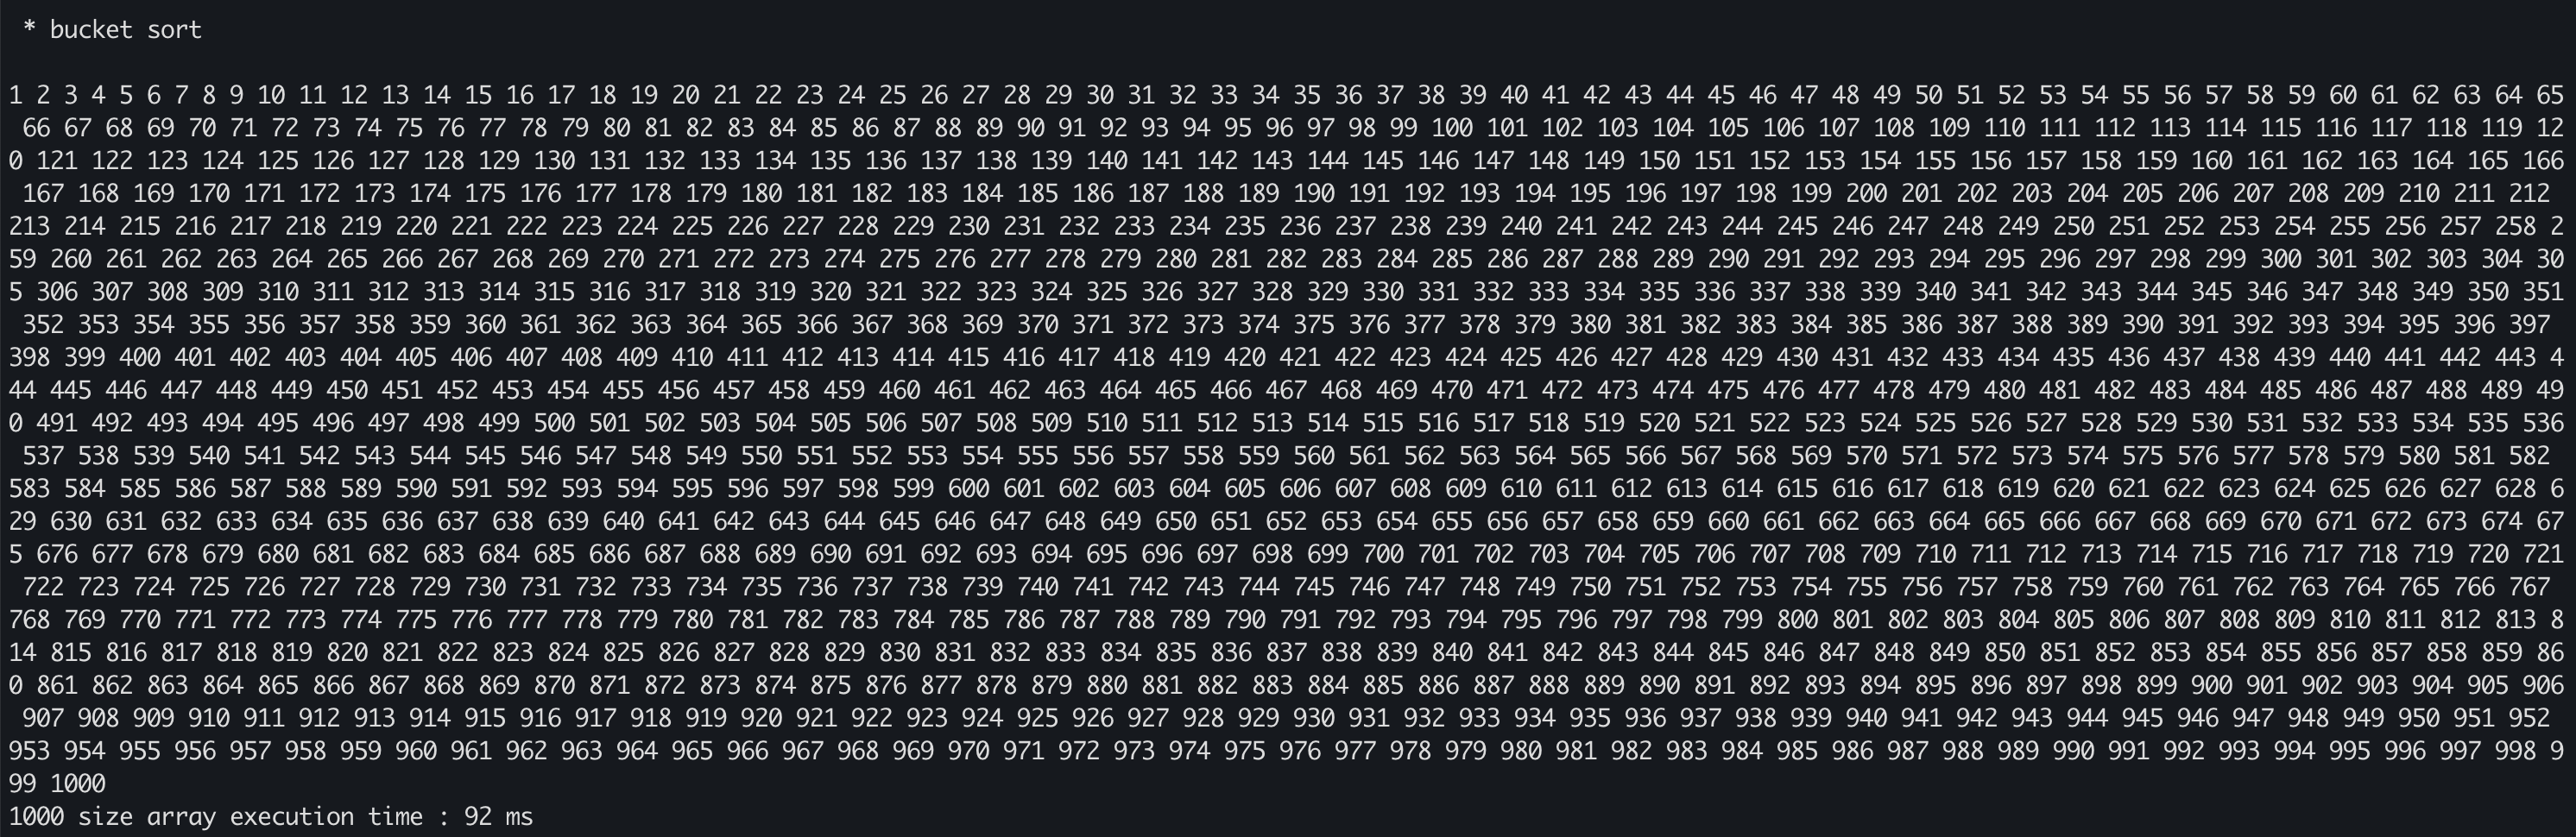 * bucket sort
1 2 3 4 5 6 7 8 9 10 11 12 13 14 15 16 17 18 19 20 21 22 23 24 25 26 27 28 29 30 31 32 33 34 35 36 37 38 39 40 41 42 43 44 45 46 47 48 49 50 51 52 53 54 55 56 57 58 59 60 61 62 63 64 65
66 67 68 69 70 71 72 73 74 75 76 77 78 79 80 81 82 83 84 85 86 87 88 89 90 91 92 93 94 95 96 97 98 99 100 101 102 103 104 105 106 107 108 109 110 111 112 113 114 115 116 117 118 119 12
0 121 122 123 124 125 126 127 128 129 130 131 132 133 134 135 136 137 138 139 140 141 142 143 144 145 146 147 148 149 150 151 152 153 154 155 156 157 158 159 160 161 162 163 164 165 166
167 168 169 170 171 172 173 174 175 176 177 178 179 180 181 182 183 184 185 186 187 188 189 190 191 192 193 194 195 196 197 198 199 200 201 202 203 204 205 206 207 208 209 210 211 212
213 214 215 216 217 218 219 220 221 222 223 224 225 226 227 228 229 230 231 232 233 234 235 236 237 238 239 240 241 242 243 244 245 246 247 248 249 250 251 252 253 254 255 256 257 258 2
59 260 261 262 263 264 265 266 267 268 269 270 271 272 273 274 275 276 277 278 279 280 281 282 283 284 285 286 287 288 289 290 291 292 293 294 295 296 297 298 299 300 301 302 303 304 30
5 306 307 308 309 310 311 312 313 314 315 316 317 318 319 320 321 322 323 324 325 326 327 328 329 330 331 332 333 334 335 336 337 338 339 340 341 342 343 344 345 346 347 348 349 350 351
352 353 354 355 356 357 358 359 360 361 362 363 364 365 366 367 368 369 370 371 372 373 374 375 376 377 378 379 380 381 382 383 384 385 386 387 388 389 390 391 392 393 394 395 396 397
398 399 400 401 402 403 404 405 406 407 408 409 410 411 412 413 414 415 416 417 418 419 420 421 422 423 424 425 426 427 428 429 430 431 432 433 434 435 436 437 438 439 440 441 442 443 4
44 445 446 447 448 449 450 451 452 453 454 455 456 457 458 459 460 461 462 463 464 465 466 467 468 469 470 471 472 473 474 475 476 477 478 479 480 481 482 483 484 485 486 487 488 489 49
0 491 492 493 494 495 496 497 498 499 500 501 502 503 504 505 506 507 508 509 510 511 512 513 514 515 516 517 518 519 520 521 522 523 524 525 526 527 528 529 530 531 532 533 534 535 536
537 538 539 540 541 542 543 544 545 546 547 548 549 550 551 552 553 554 555 556 557 558 559 560 561 562 563 564 565 566 567 568 569 570 571 572 573 574 575 576 577 578 579 580 581 582
583 584 585 586 587 588 589 590 591 592 593 594 595 596 597 598 599 600 601 602 603 604 605 606 607 608 609 610 611 612 613 614 615 616 617 618 619 620 621 622 623 624 625 626 627 628 6
29 630 631 632 633 634 635 636 637 638 639 640 641 642 643 644 645 646 647 648 649 650 651 652 653 654 655 656 657 658 659 660 661 662 663 664 665 666 667 668 669 670 671 672 673 674 67
5 676 677 678 679 680 681 682 683 684 685 686 687 688 689 690 691 692 693 694 695 696 697 698 699 700 701 702 703 704 705 706 707 708 709 710 711 712 713 714 715 716 717 718 719 720 721
722 723 724 725 726 727 728 729 730 731 732 733 734 735 736 737 738 739 740 741 742 743 744 745 746 747 748 749 750 751 752 753 754 755 756 757 758 759 760 761 762 763 764 765 766 767
768 769 770 771 772 773 774 775 776 777 778 779 780 781 782 783 784 785 786 787 788 789 790 791 792 793 794 795 796 797 798 799 800 801 802 803 804 805 806 807 808 809 810 811 812 813 8
14 815 816 817 818 819 820 821 822 823 824 825 826 827 828 829 830 831 832 833 834 835 836 837 838 839 840 841 842 843 844 845 846 847 848 849 850 851 852 853 854 855 856 857 858 859 86
0 861 862 863 864 865 866 867 868 869 870 871 872 873 874 875 876 877 878 879 880 881 882 883 884 885 886 887 888 889 890 891 892 893 894 895 896 897 898 899 900 901 902 903 904 905 906
907 908 909 910 911 912 913 914 915 916 917 918 919 920 921 922 923 924 925 926 927 928 929 930 931 932 933 934 935 936 937 938 939 940 941 942 943 944 945 946 947 948 949 950 951 952
953 954 955 956 957 958 959 960 961 962 963 964 965 966 967 968 969 970 971 972 973 974 975 976 977 978 979 980 981 982 983 984 985 986 987 988 989 990 991 992 993 994 995 996 997 998 9
99 1000
1000 size array execution time : 92 ms